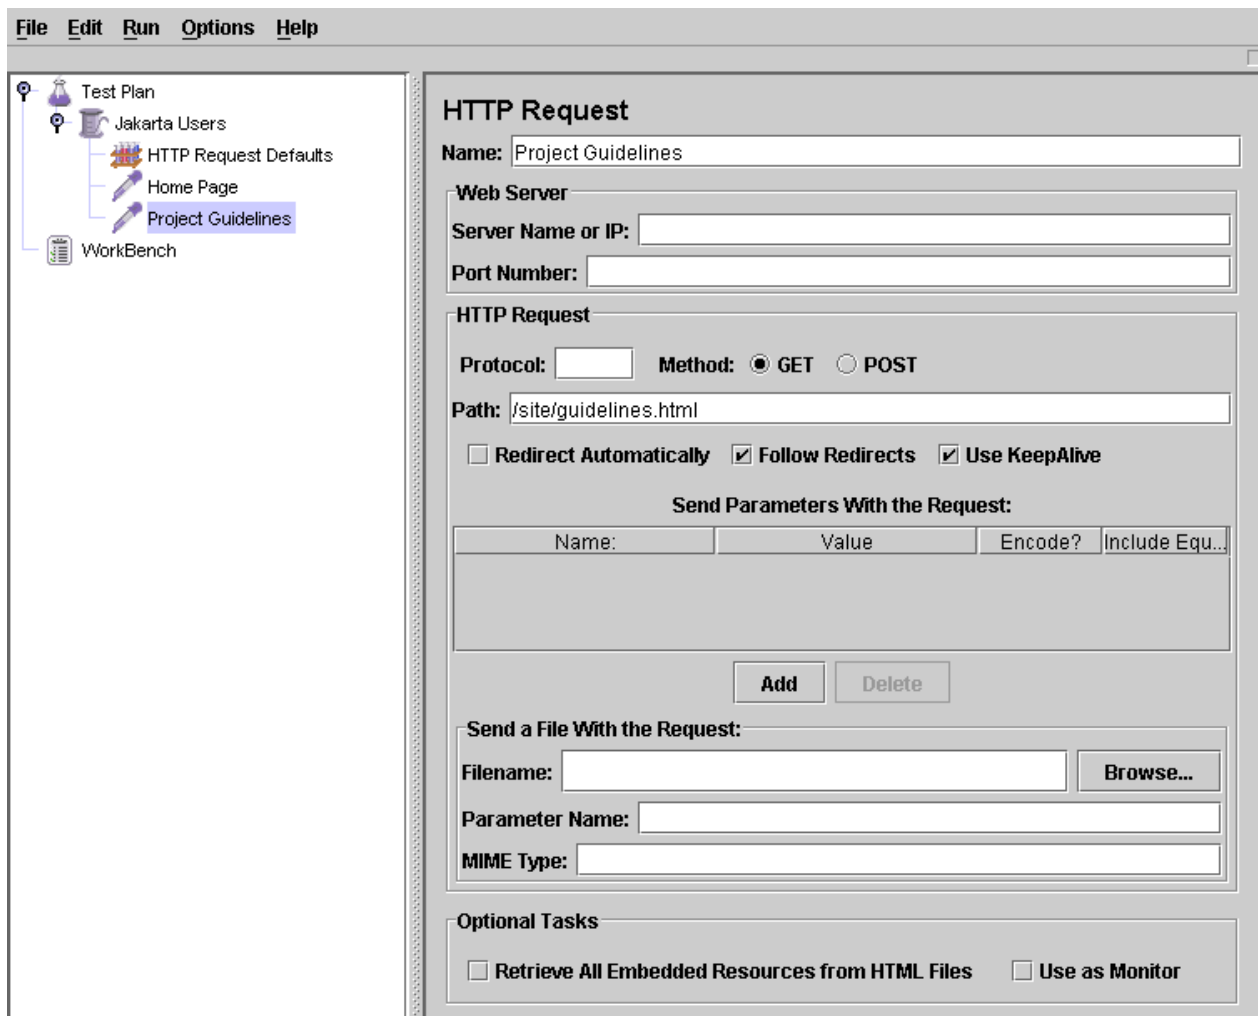 File Edit Run Options Help
Test Plan
Jakarta Users
HTTP Request Defaults
Home Page
Project Guidelines
WorkBench
HTTP Request
Name: Project Guidelines
Web Server
Server Name or IP:
Port Number:
HTTP Request
Protocol: Method: GET POST
Path: /site/guidelines.html
Redirect Automatically Follow Redirects Use KeepAlive
Send Parameters With the Request:
Name: Value Encode? Include Equ...
Add Delete
Send a File With the Request:
Filename: Browse...
Parameter Name:
MIME Type:
Optional Tasks
Retrieve All Embedded Resources from HTML Files Use as Monitor